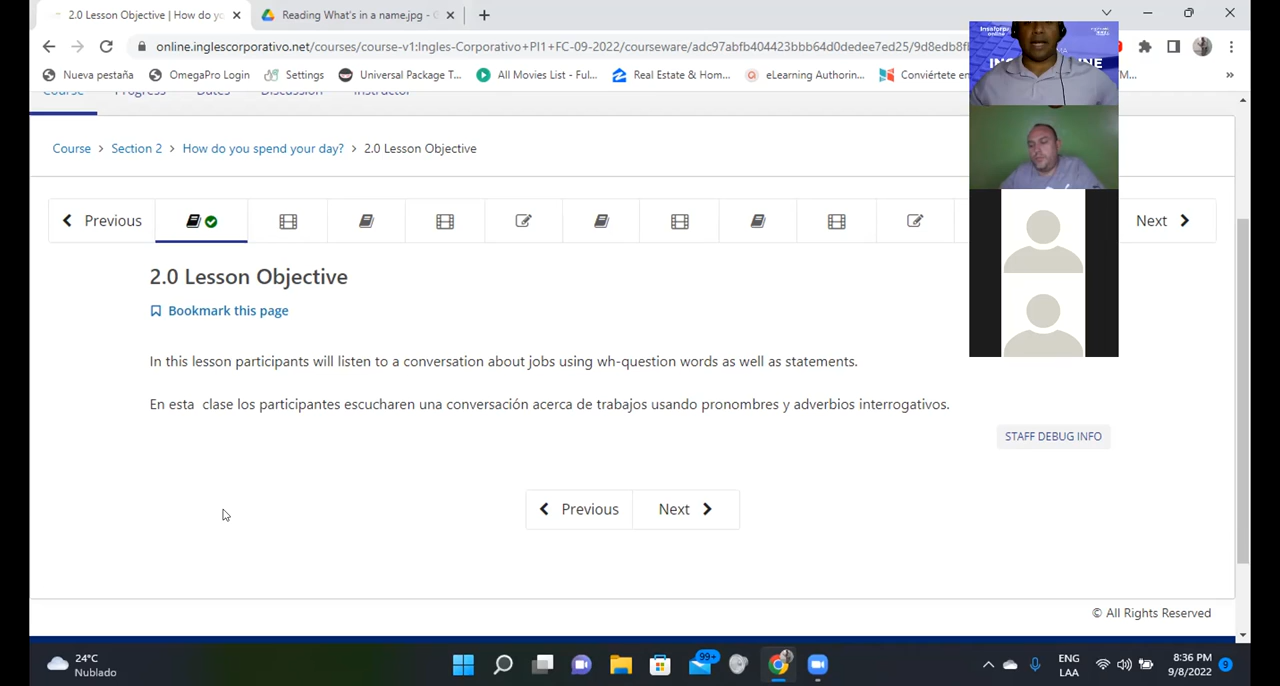 2.0 Lesson Objective | How do yo
Reading What's in a name.jpg - G
online.inglescorporativo.net/courses/course-v1:Ingles-Corporativo+PI1+FC-09-2022/courseware/adc97abfb404423bbb64d0dedee7ed25/9d8edb8f
Nueva pestaña
OmegaPro Login
Settings
Universal Package T...
All Movies List - Ful...
Real Estate & Hom...
eLearning Authorin...
Conviértete en
M...
Course
Progress
Dates
Discussion
Instructor
Course > Section 2 > How do you spend your day? > 2.0 Lesson Objective
Previous
Next
2.0 Lesson Objective
Bookmark this page
In this lesson participants will listen to a conversation about jobs using wh-question words as well as statements.
En esta clase los participantes escucharen una conversación acerca de trabajos usando pronombres y adverbios interrogativos.
STAFF DEBUG INFO
Previous
Next
© All Rights Reserved
24°C
Nublado
99+
ENG
LAA
8:36 PM
9/8/2022
9